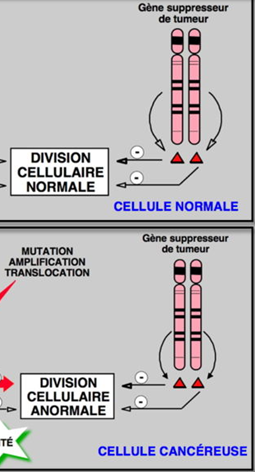 Gène suppresseur
de tumeur
-
DIVISION
CELLULAIRE
NORMALE
-
CELLULE NORMALE
MUTATION
AMPLIFICATION
TRANSLOCATION
Gène suppresseur
de tumeur
-
DIVISION
CELLULAIRE
ANORMALE
-
ITÉ
CELLULE CANCÉREUSE